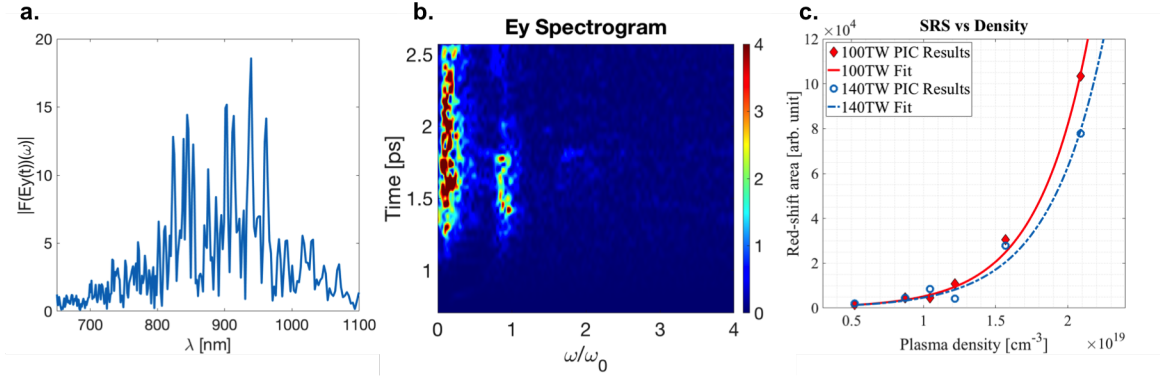 a.
20
15
10
5
0
|F(Ey(t))(ω)|
700 800 900 1000 1100
λ [nm]
b.
Ey Spectrogram
2.5
2
1.5
1
Time [ps]
0 1 2 3 4
ω/ω0
4
3
2
1
0
c.
SRS vs Density
×10^4
12
10
8
6
4
2
0
Red-shift area [arb. unit]
100TW PIC Results
100TW Fit
140TW PIC Results
140TW Fit
0.5 1 1.5 2
Plasma density [cm-3] ×10^19